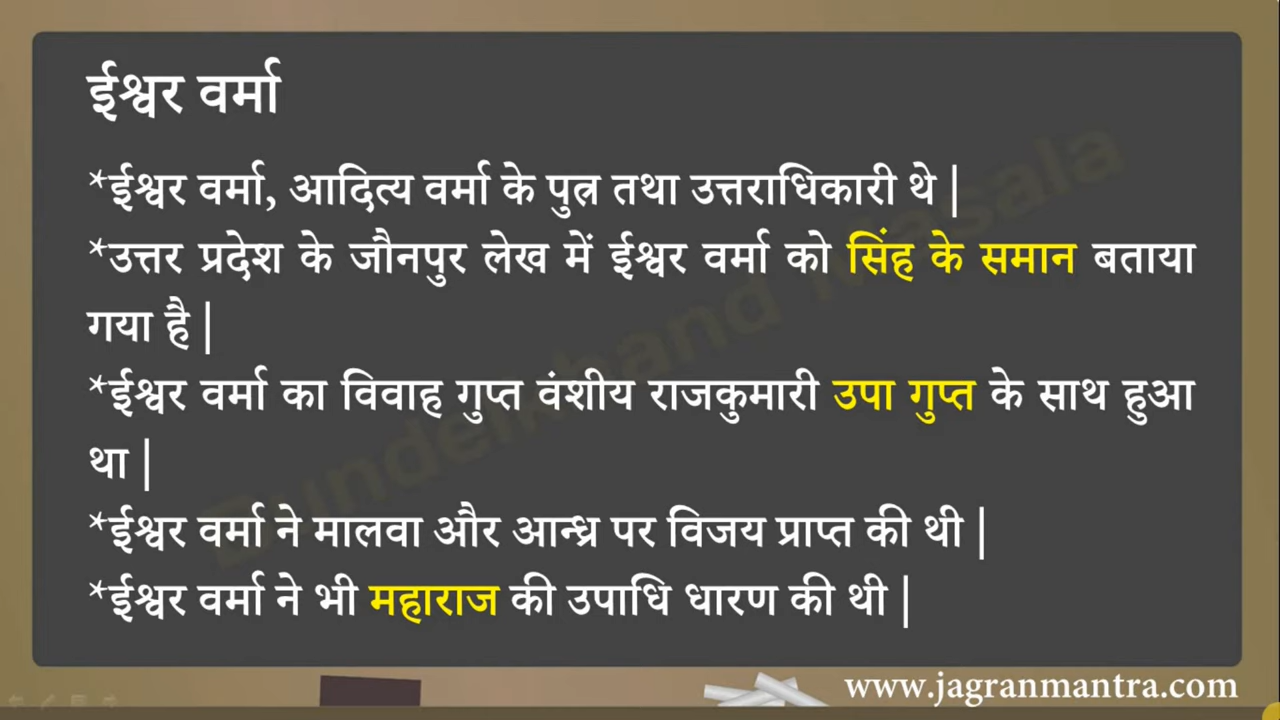 ईश्वर वर्मा
*ईश्वर वर्मा, आदित्य वर्मा के पुत्र तथा उत्तराधिकारी थे |
*उत्तर प्रदेश के जौनपुर लेख में ईश्वर वर्मा को सिंह के समान बताया
गया है |
*ईश्वर वर्मा का विवाह गुप्त वंशीय राजकुमारी उपा गुप्त के साथ हुआ
था |
*ईश्वर वर्मा ने मालवा और आन्ध्र पर विजय प्राप्त की थी |
*ईश्वर वर्मा ने भी महाराज की उपाधि धारण की थी |
Bundelkhand Masala
www.jagranmantra.com